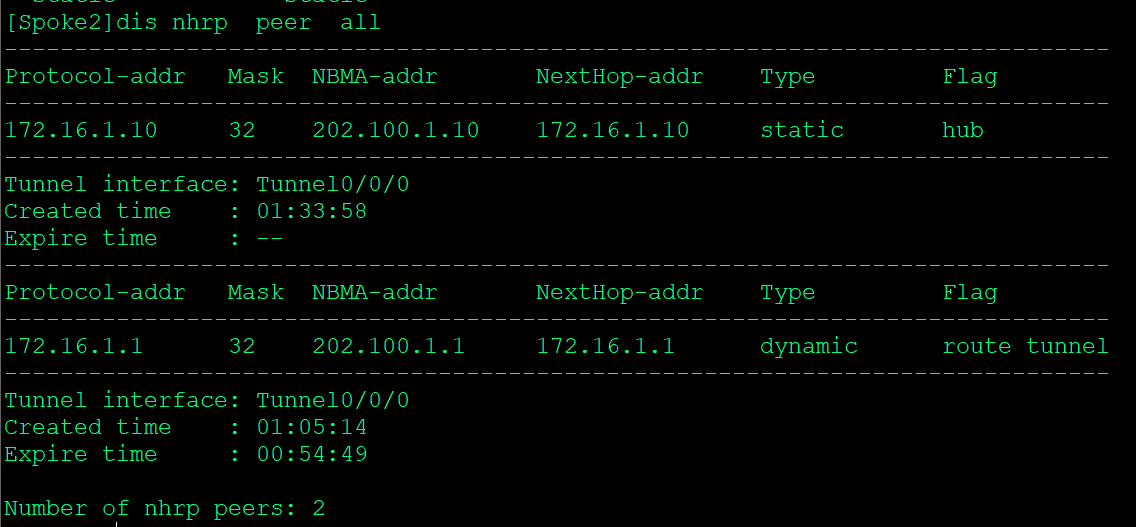 [Spoke2]dis nhrp  peer  all
-------------------------------------------------------------------------------
Protocol-addr   Mask  NBMA-addr       NextHop-addr    Type         Flag
-------------------------------------------------------------------------------
172.16.1.10     32    202.100.1.10    172.16.1.10     static       hub
-------------------------------------------------------------------------------
Tunnel interface: Tunnel0/0/0
Created time    : 01:33:58
Expire time     : --
-------------------------------------------------------------------------------
Protocol-addr   Mask  NBMA-addr       NextHop-addr    Type         Flag
-------------------------------------------------------------------------------
172.16.1.1      32    202.100.1.1     172.16.1.1      dynamic      route tunnel
-------------------------------------------------------------------------------
Tunnel interface: Tunnel0/0/0
Created time    : 01:05:14
Expire time     : 00:54:49
Number of nhrp peers: 2